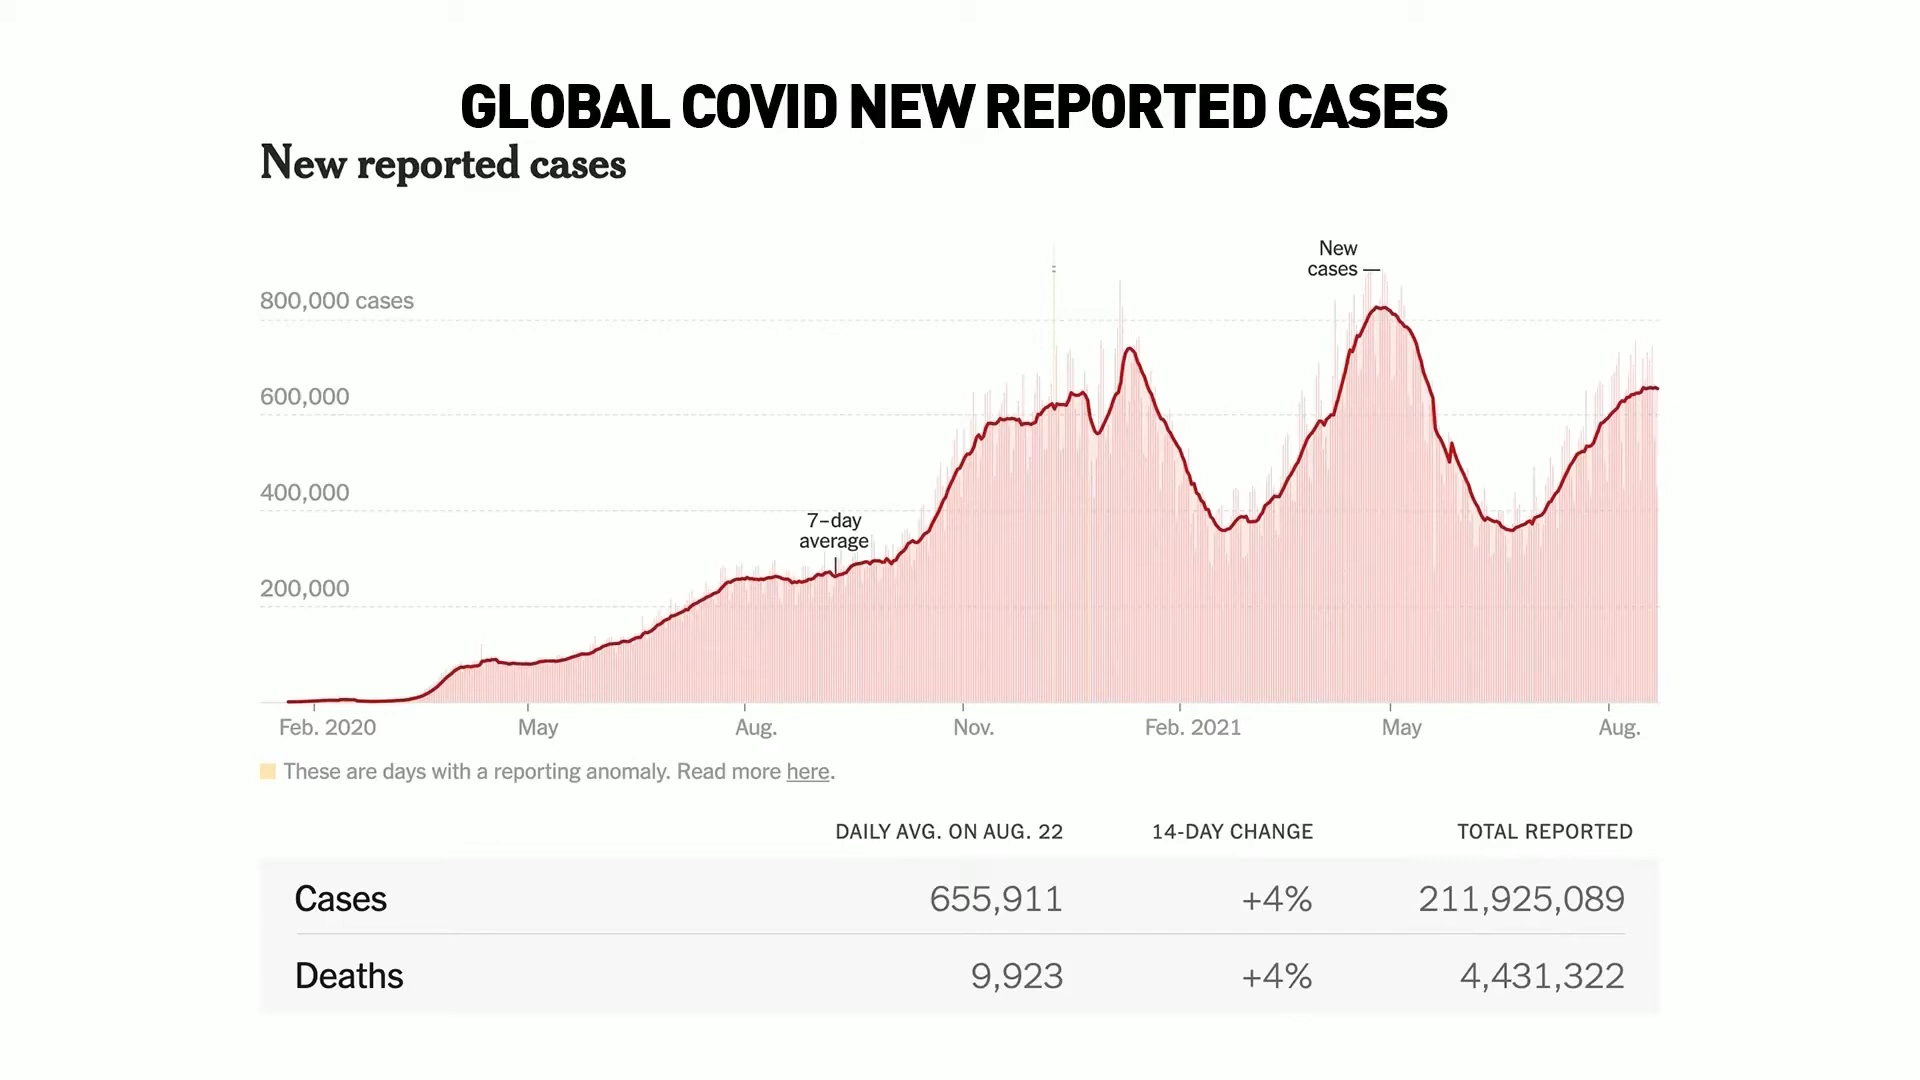 GLOBAL COVID NEW REPORTED CASES
New reported cases
New
cases
800,000 cases
600,000
400,000
7-day
average
200,000
Feb. 2020 May Aug. Nov. Feb. 2021 May Aug.
These are days with a reporting anomaly. Read more here.
DAILY AVG. ON AUG. 22 14-DAY CHANGE TOTAL REPORTED
Cases 655,911 +4% 211,925,089
Deaths 9,923 +4% 4,431,322